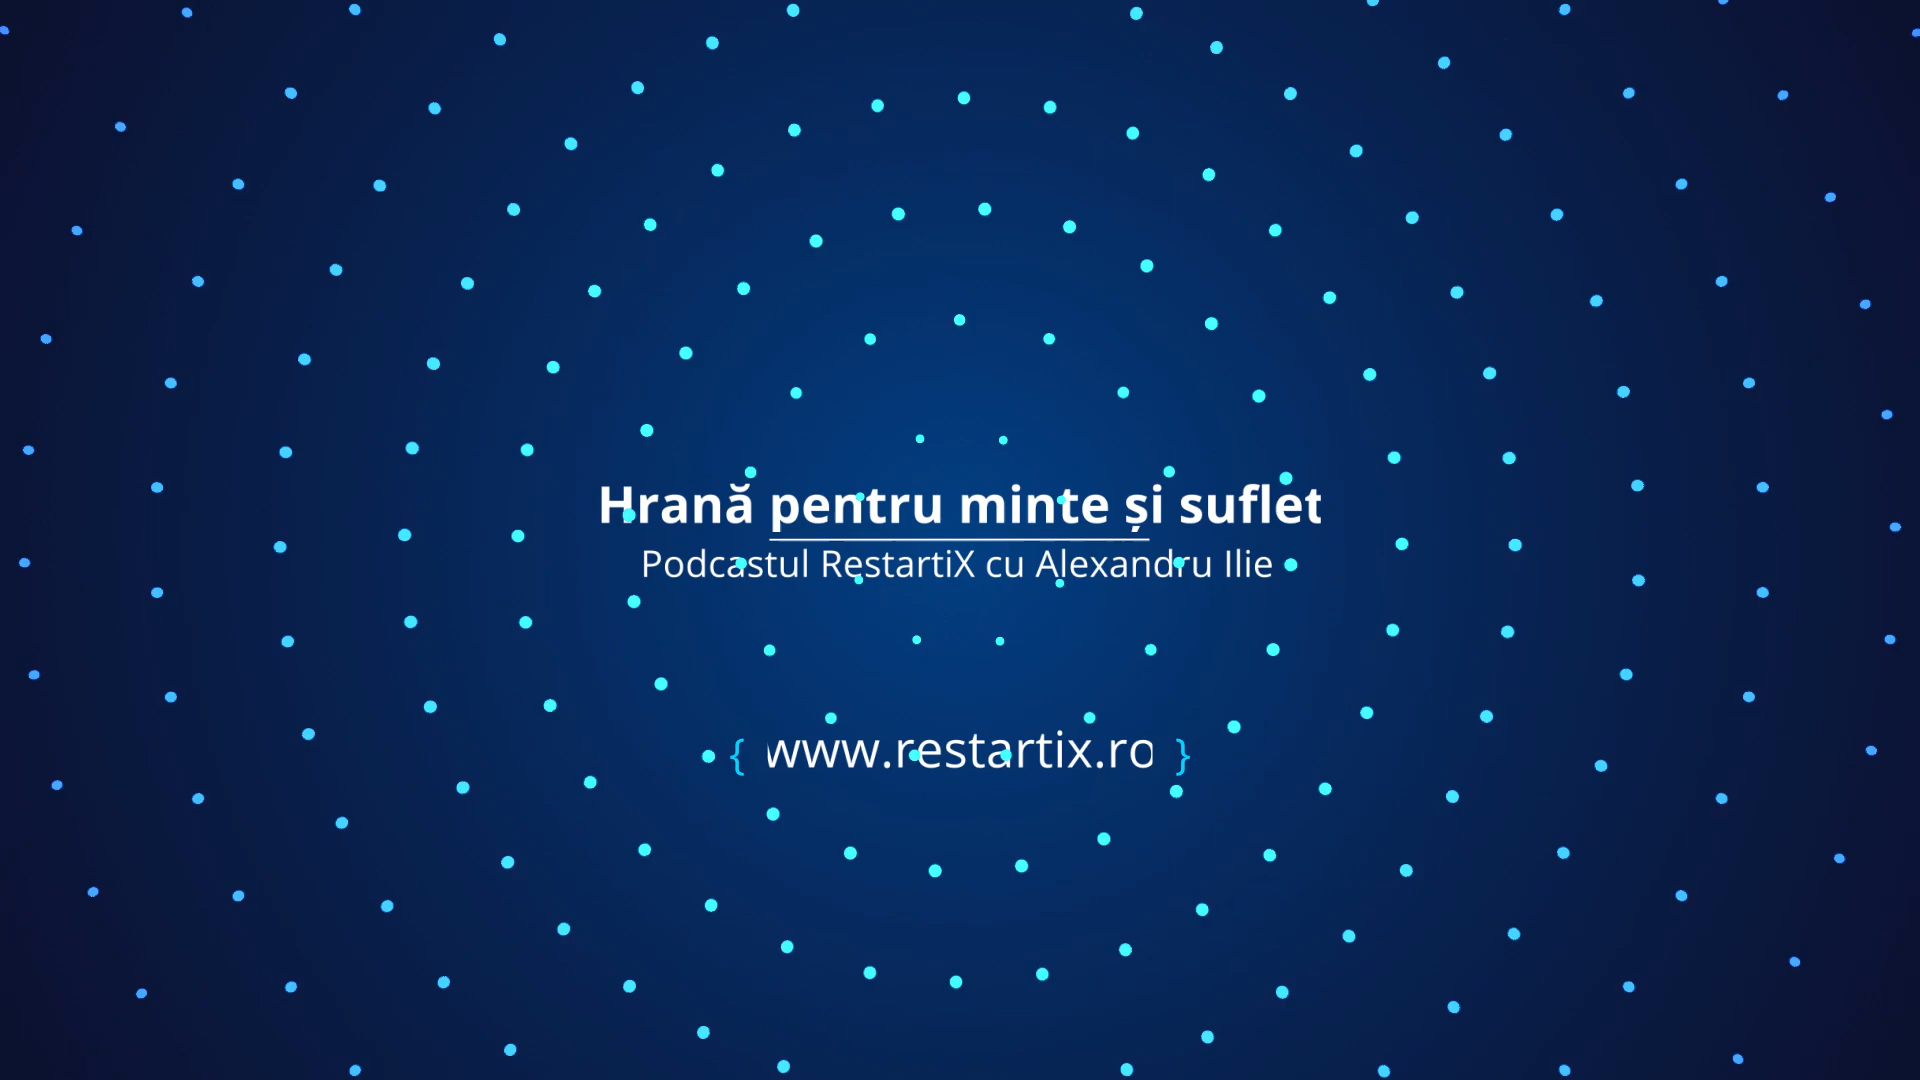 Hrană pentru minte și suflet
Podcastul RestartiX cu Alexandru Ilie
{ www.restartix.ro }